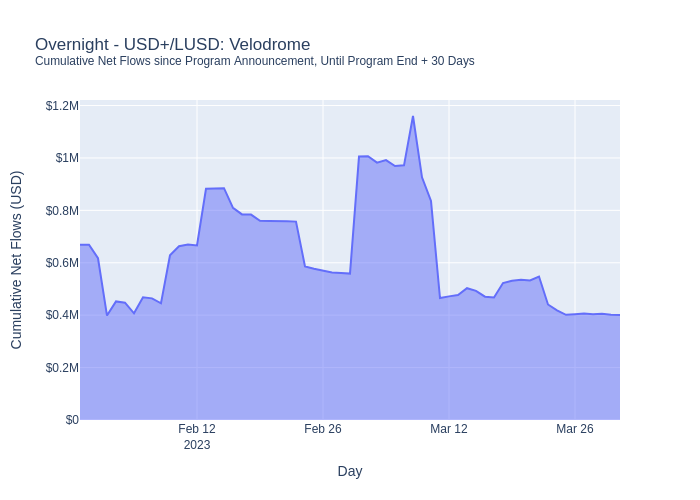 Overnight - USD+/LUSD: Velodrome
Cumulative Net Flows since Program Announcement, Until Program End + 30 Days
Cumulative Net Flows (USD)
$1.2M
$1M
$0.8M
$0.6M
$0.4M
$0.2M
$0
Feb 12 Feb 26 Mar 12 Mar 26
2023
Day